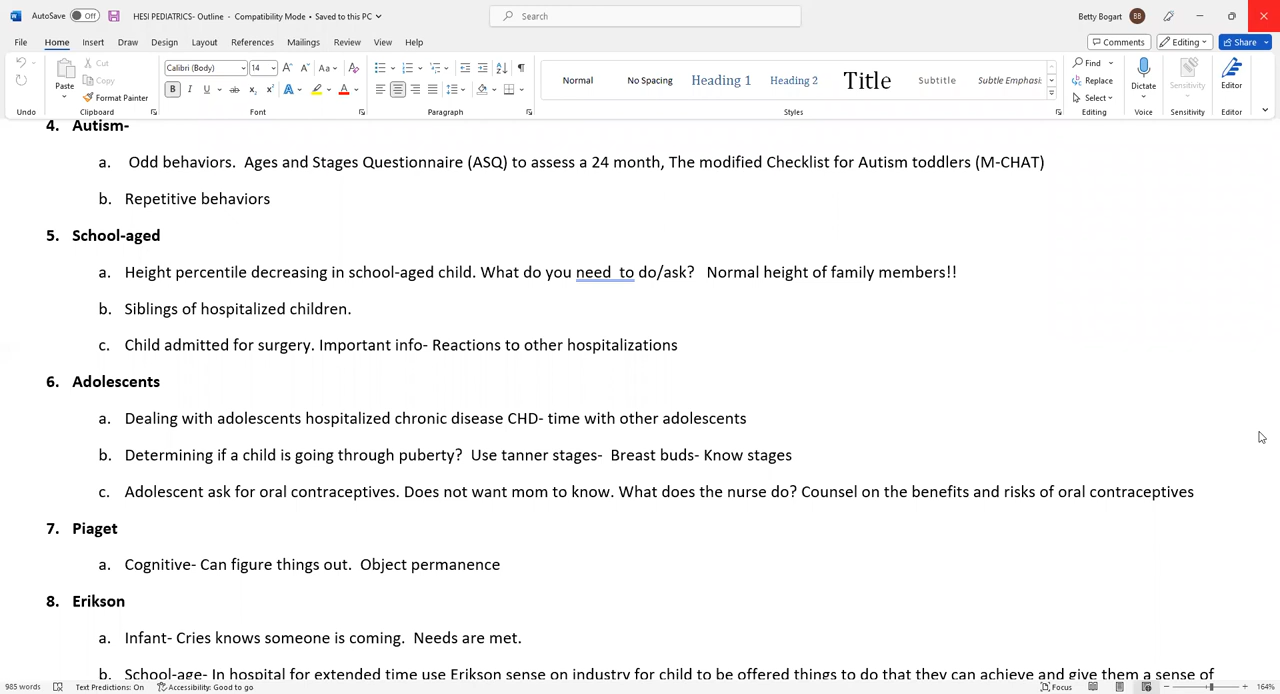 AutoSave Off HESI PEDIATRICS- Outline - Compatibility Mode • Saved to this PC Search Betty Bogart BB
File Home Insert Draw Design Layout References Mailings Review View Help Comments Editing Share
Paste Cut Copy Format Painter Calibri (Body) 14 Normal No Spacing Heading 1 Heading 2 Title Subtitle Subtle Emphasis Find Replace Select Dictate Sensitivity Editor
Undo Clipboard Font Paragraph Styles Editing Voice Sensitivity Editor
4. Autism-
a. Odd behaviors. Ages and Stages Questionnaire (ASQ) to assess a 24 month, The modified Checklist for Autism toddlers (M-CHAT)
b. Repetitive behaviors
5. School-aged
a. Height percentile decreasing in school-aged child. What do you need to do/ask? Normal height of family members!!
b. Siblings of hospitalized children.
c. Child admitted for surgery. Important info- Reactions to other hospitalizations
6. Adolescents
a. Dealing with adolescents hospitalized chronic disease CHD- time with other adolescents
b. Determining if a child is going through puberty? Use tanner stages- Breast buds- Know stages
c. Adolescent ask for oral contraceptives. Does not want mom to know. What does the nurse do? Counsel on the benefits and risks of oral contraceptives
7. Piaget
a. Cognitive- Can figure things out. Object permanence
8. Erikson
a. Infant- Cries knows someone is coming. Needs are met.
b. School-age- In hospital for extended time use Erikson sense on industry for child to be offered things to do that they can achieve and give them a sense of
985 words Text Predictions: On Accessibility: Good to go Focus 164%